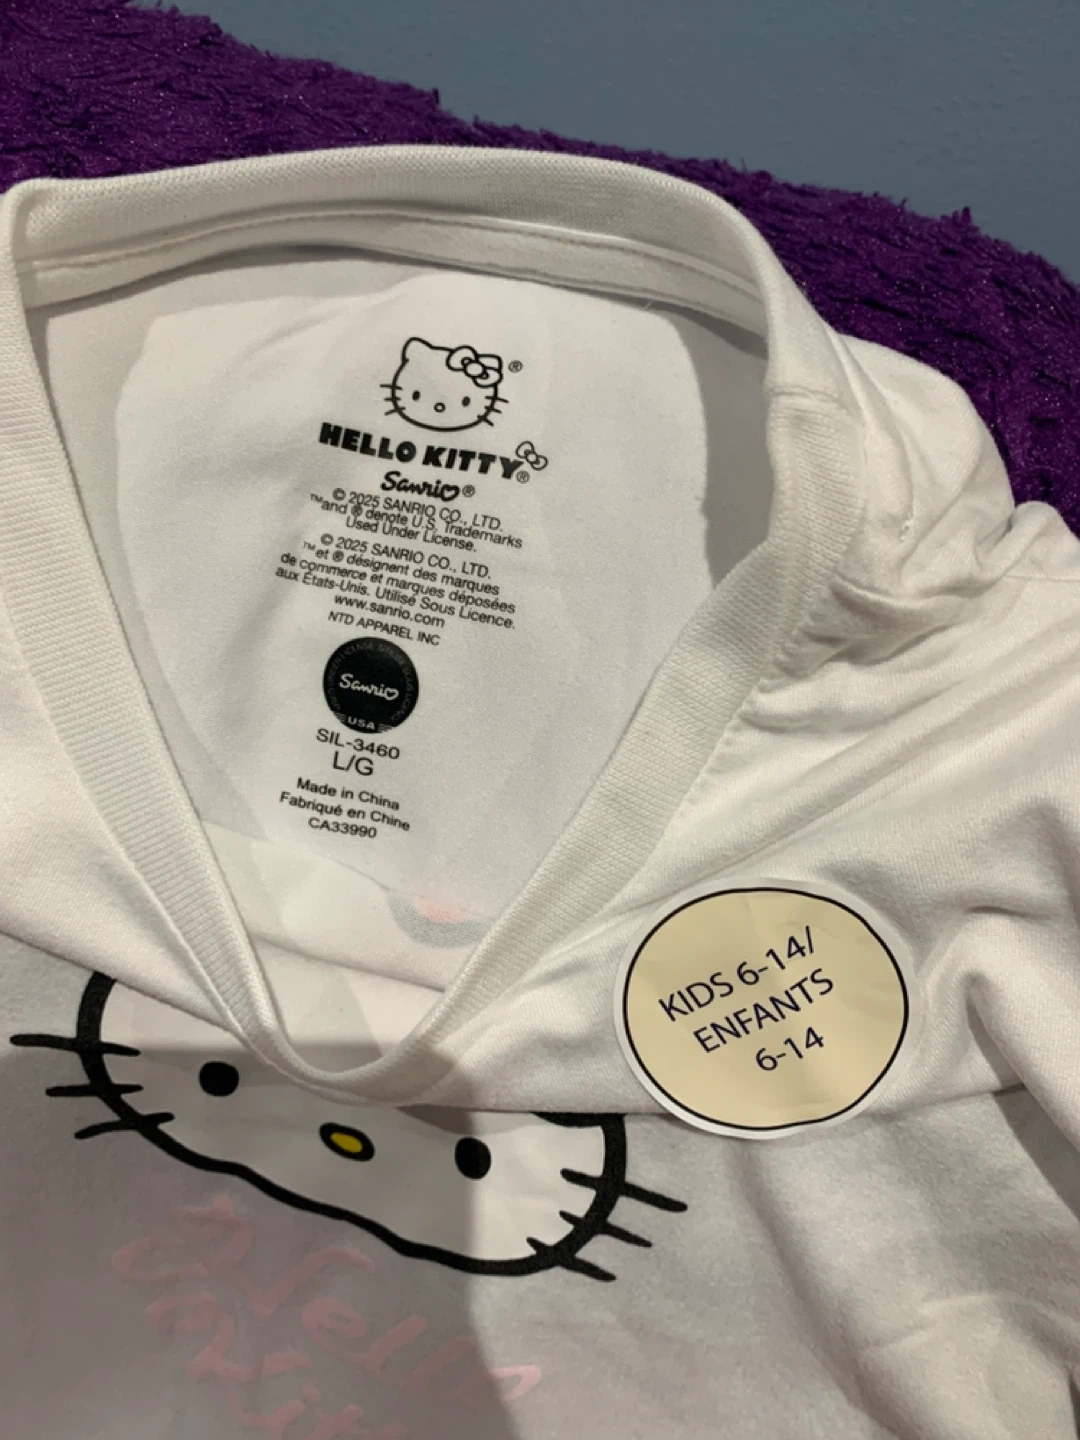 ®
HELLO KITTY®
Sanrio®
© 2025 SANRIO CO., LTD.
™and ® denote U.S. Trademarks
Used Under License.
© 2025 SANRIO CO., LTD.
™et ® désignent des marques
de commerce et marques déposées
aux États-Unis. Utilisé Sous Licence.
www.sanrio.com
NTD APPAREL INC
Sanrio
USA
SIL-3460
L/G
Made in China
Fabriqué en Chine
CA33990
KIDS 6-14/
ENFANTS
6-14
Hello